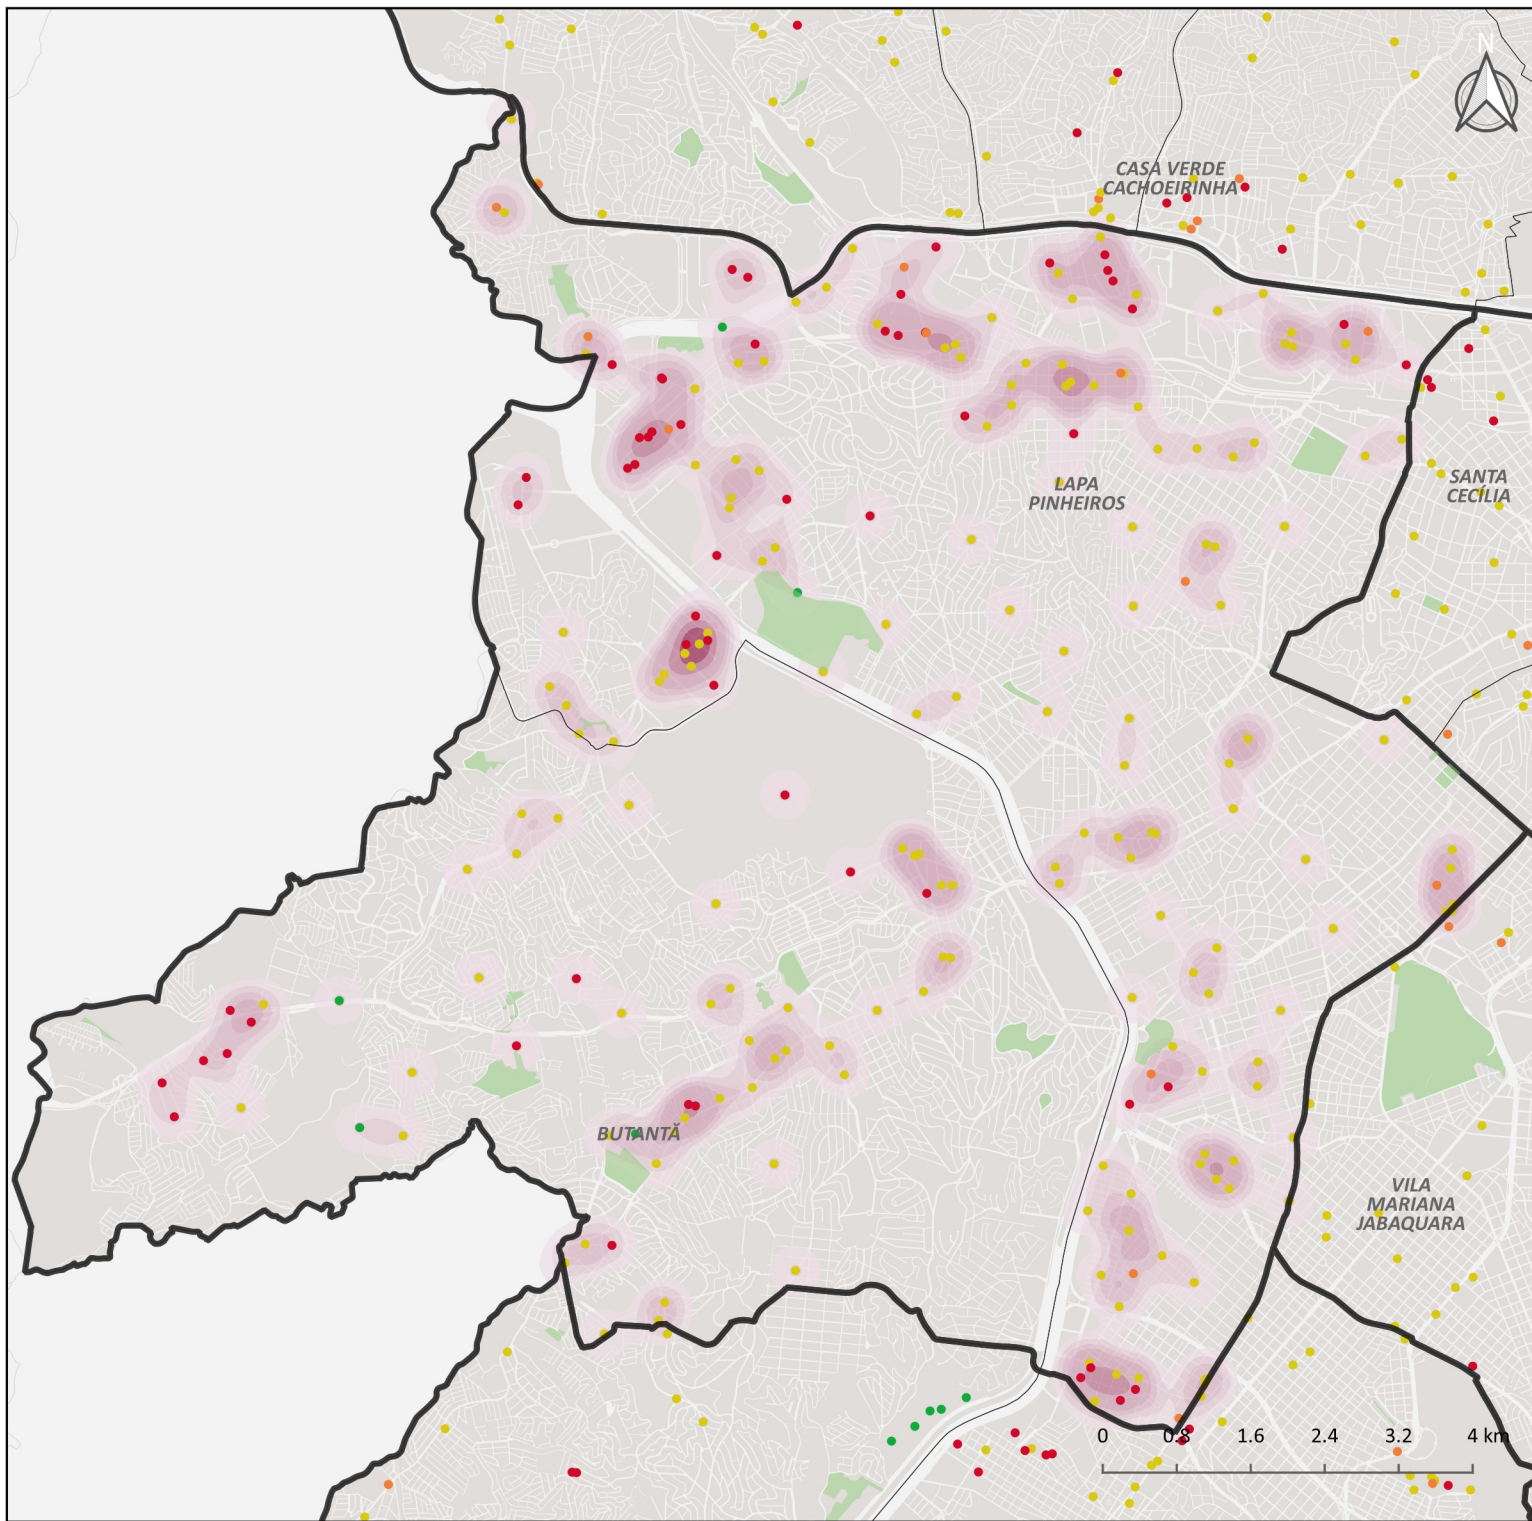 N
CASA VERDE
CACHOEIRINHA
LAPA
PINHEIROS
SANTA
CECÍLIA
BUTANTÃ
VILA
MARIANA
JABAQUARA
0 0.8 1.6 2.4 3.2 4 km